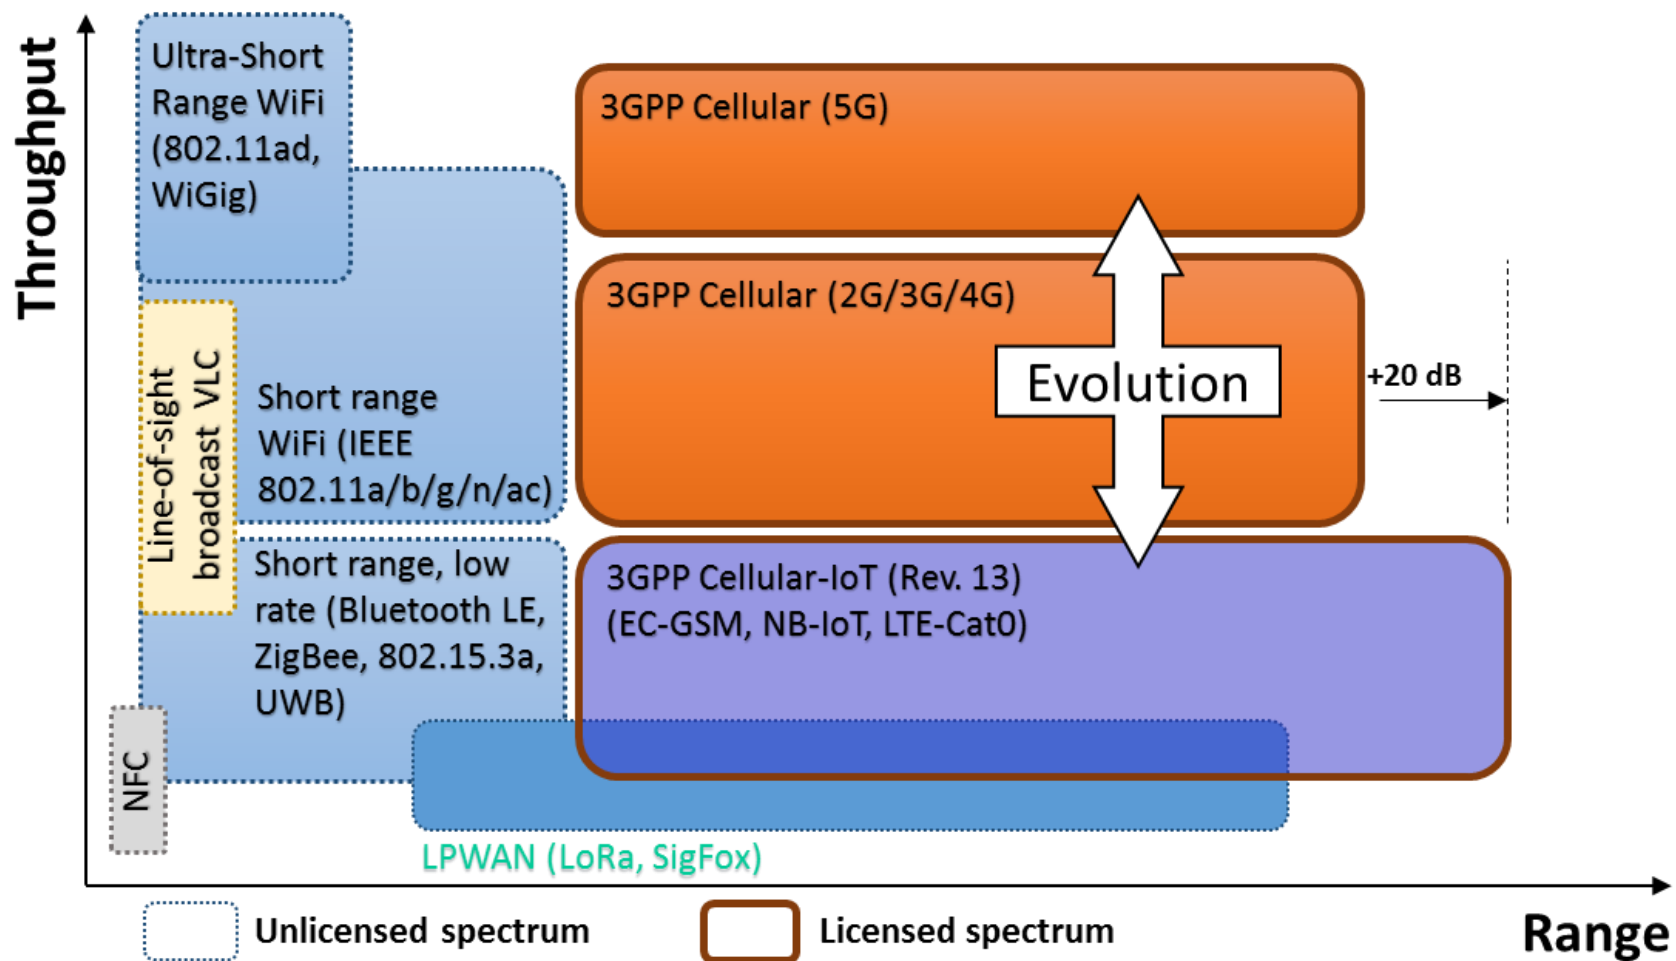 Throughput
Ultra-Short
Range WiFi
(802.11ad,
WiGig)
3GPP Cellular (5G)
3GPP Cellular (2G/3G/4G)
Evolution
+20 dB
Line-of-sight
broadcast VLC
Short range
WiFi (IEEE
802.11a/b/g/n/ac)
Short range, low
rate (Bluetooth LE,
ZigBee, 802.15.3a,
UWB)
3GPP Cellular-IoT (Rev. 13)
(EC-GSM, NB-IoT, LTE-Cat0)
NFC
LPWAN (LoRa, SigFox)
Unlicensed spectrum
Licensed spectrum
Range